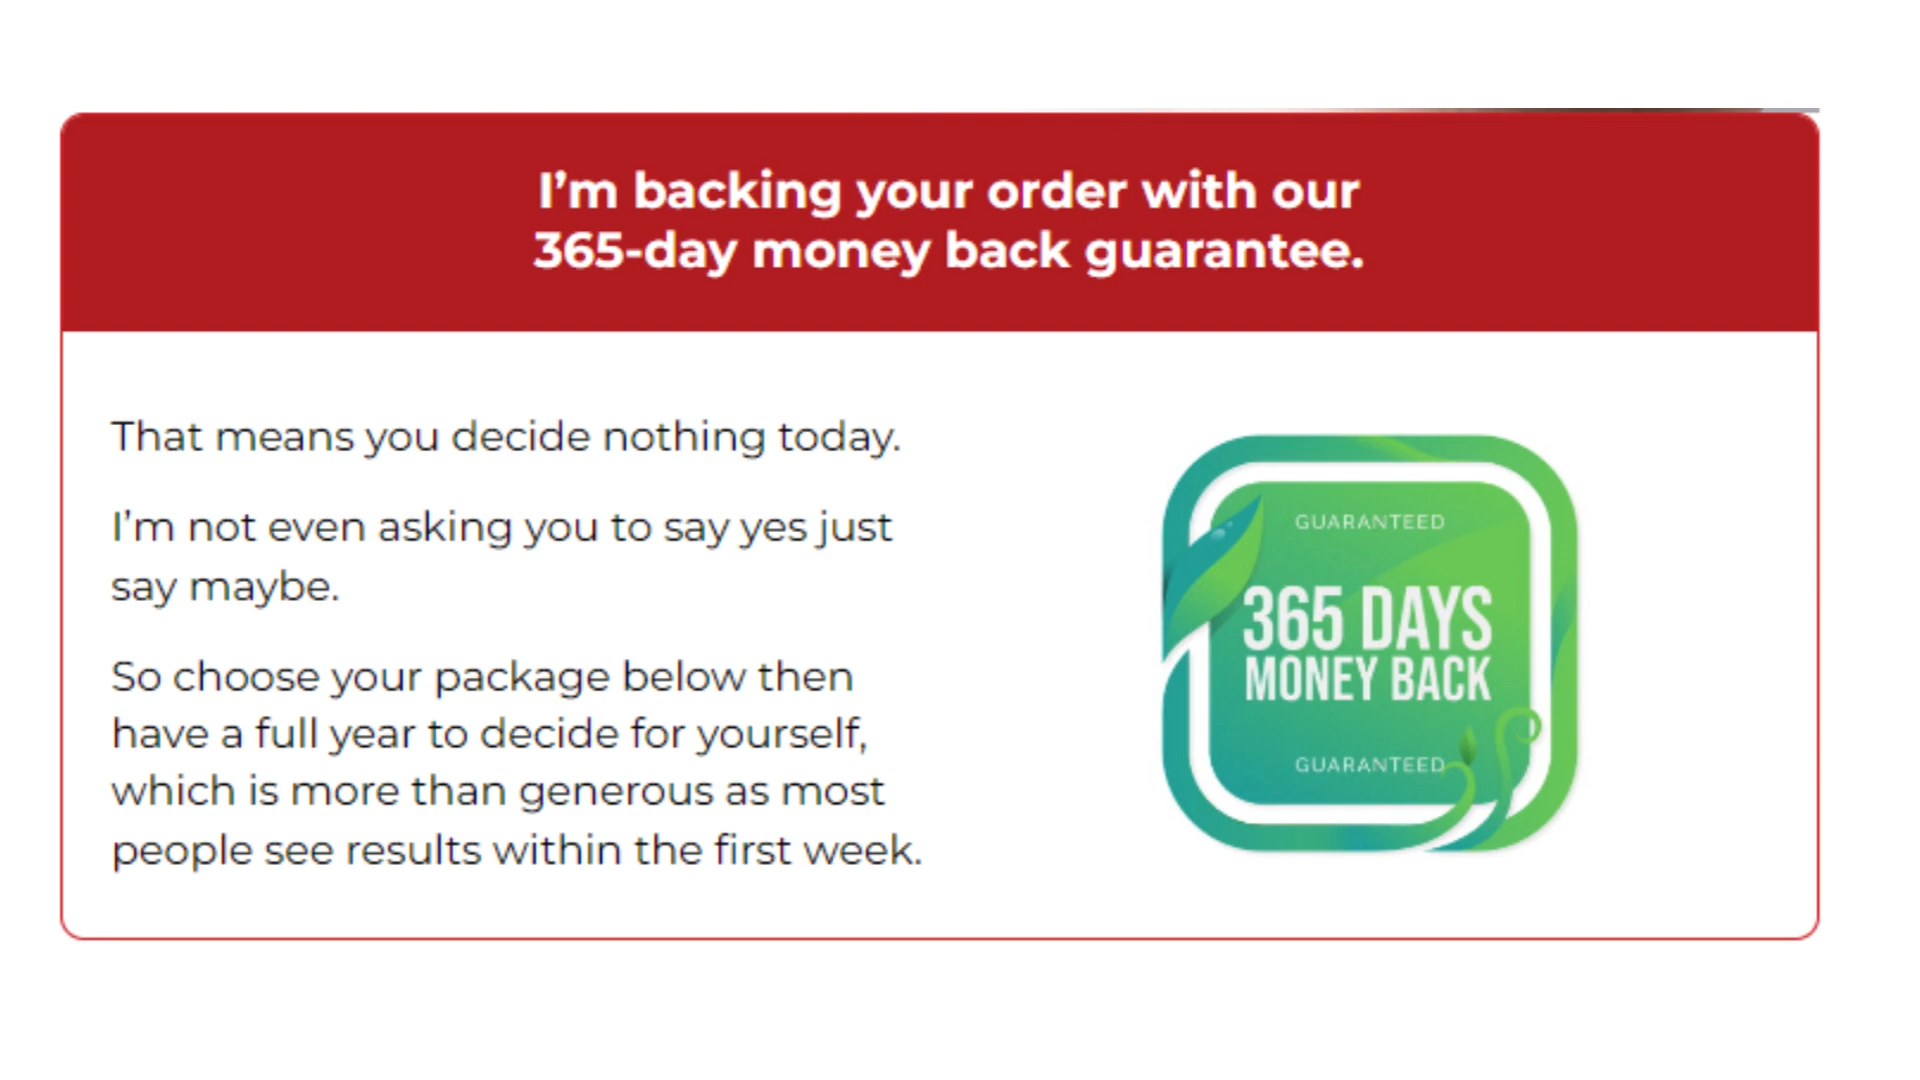 I’m backing your order with our
365-day money back guarantee.
That means you decide nothing today.
I’m not even asking you to say yes just
say maybe.
So choose your package below then
have a full year to decide for yourself,
which is more than generous as most
people see results within the first week.
GUARANTEED
365 DAYS
MONEY BACK
GUARANTEED